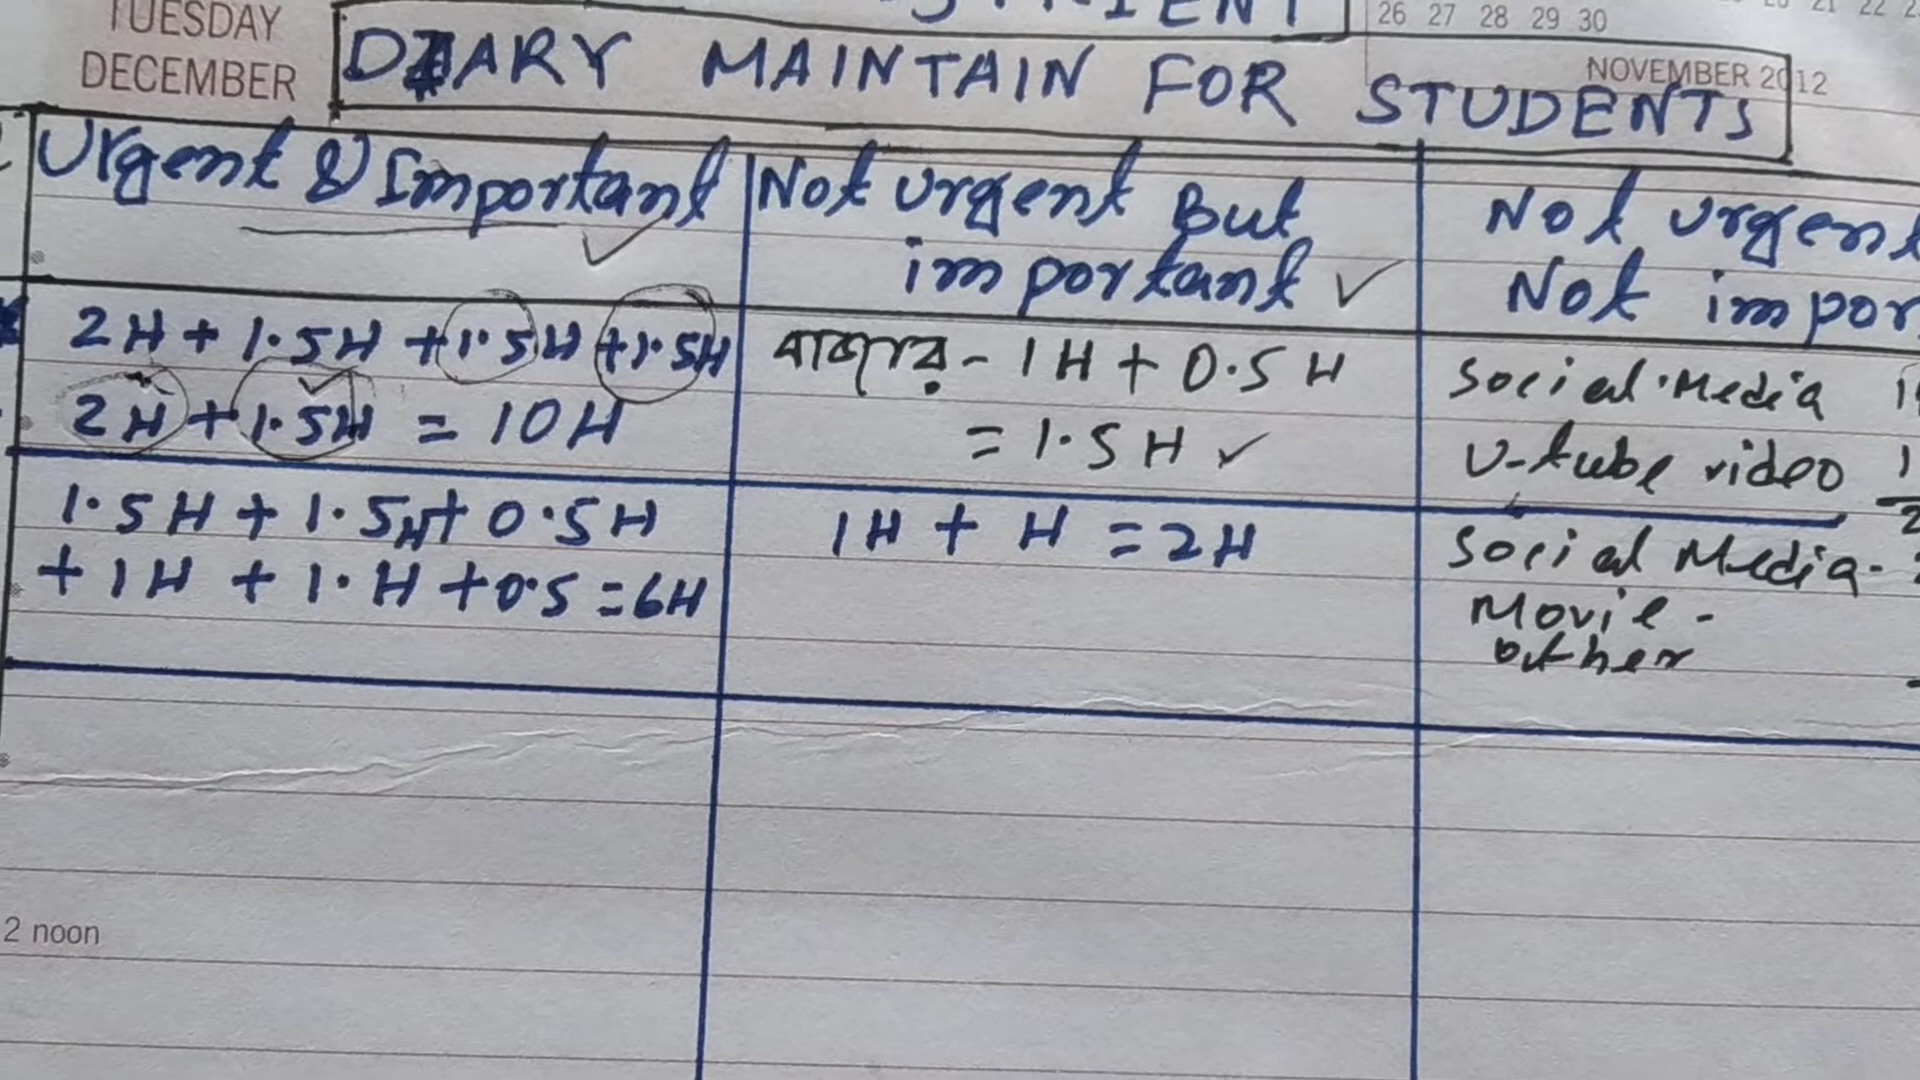 TUESDAY
DECEMBER
26 27 28 29 30
NOVEMBER 2012
DIARY MAINTAIN FOR STUDENTS
Urgent & Important
Not urgent But
important ✓
Not urgent
Not impor
2H + 1.5H + 1.5H + 1.5H
2H + 1.5H = 10H
বাজার - 1H + 0.5H
= 1.5H ✓
Social Media
U-tube video
1.5H + 1.5H + 0.5H
+ 1H + 1.H + 0.5 = 6H
1H + H = 2H
Social Media-
Movie -
other
2 noon